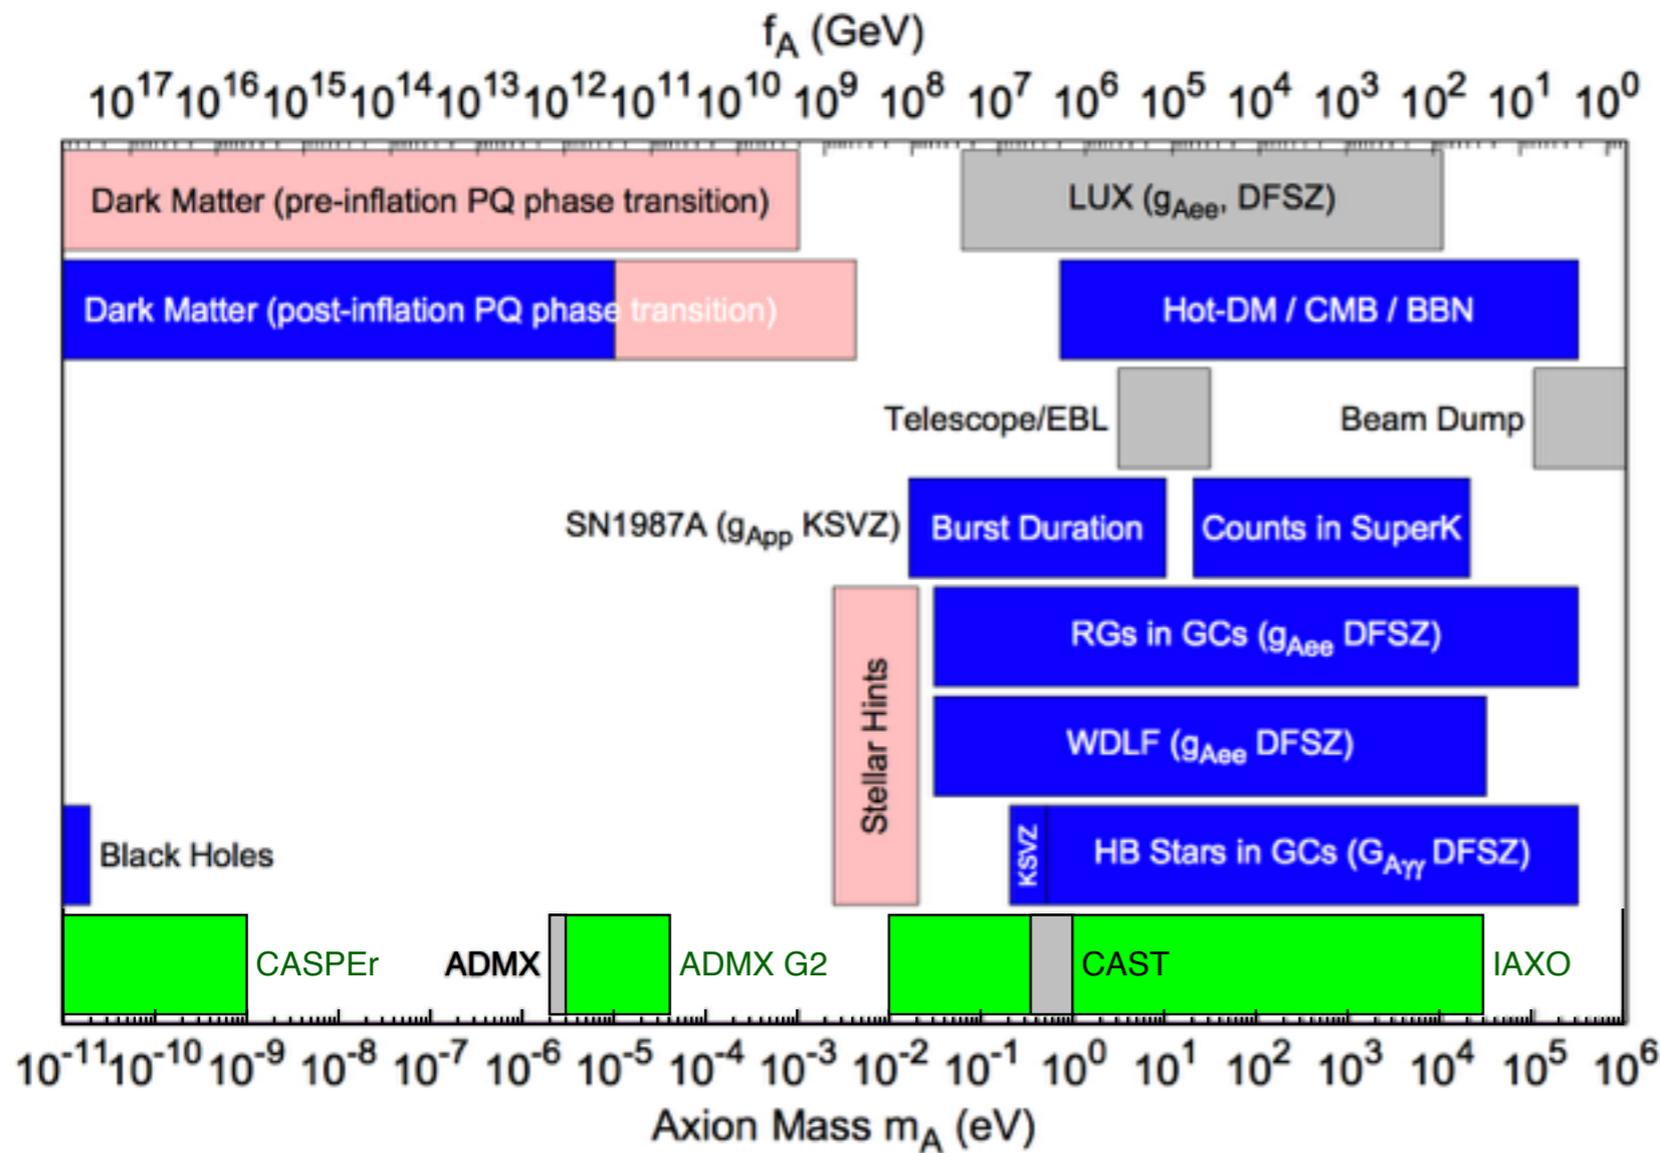 f_A (GeV)
10^17 10^16 10^15 10^14 10^13 10^12 10^11 10^10 10^9 10^8 10^7 10^6 10^5 10^4 10^3 10^2 10^1 10^0
Dark Matter (pre-inflation PQ phase transition)
LUX (g_Aee, DFSZ)
Dark Matter (post-inflation PQ phase transition)
Hot-DM / CMB / BBN
Telescope/EBL
Beam Dump
SN1987A (g_App KSVZ)
Burst Duration
Counts in SuperK
RGs in GCs (g_Aee DFSZ)
Stellar Hints
WDLF (g_Aee DFSZ)
Black Holes
KSVZ
HB Stars in GCs (G_Aγγ DFSZ)
CASPEr
ADMX
ADMX G2
CAST
IAXO
10^-11 10^-10 10^-9 10^-8 10^-7 10^-6 10^-5 10^-4 10^-3 10^-2 10^-1 10^0 10^1 10^2 10^3 10^4 10^5 10^6
Axion Mass m_A (eV)